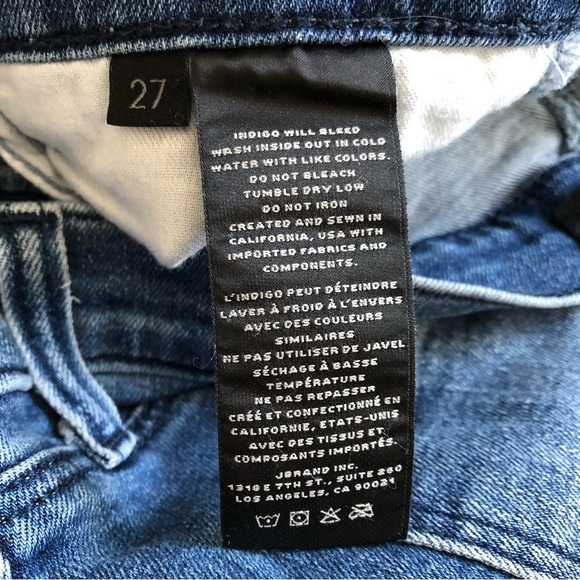 27
INDIGO WILL BLEED
WASH INSIDE OUT IN COLD
WATER WITH LIKE COLORS.
DO NOT BLEACH
TUMBLE DRY LOW
DO NOT IRON
CREATED AND SEWN IN
CALIFORNIA, USA WITH
IMPORTED FABRICS AND
COMPONENTS.
L'INDIGO PEUT DÉTEINDRE
LAVER À FROID À L'ENVERS
AVEC DES COULEURS
SIMILAIRES
NE PAS UTILISER DE JAVEL
SÉCHAGE À BASSE
TEMPÉRATURE
NE PAS REPASSER
CRÉÉ ET CONFECTIONNÉ EN
CALIFORNIE, ETATS-UNIS
AVEC DES TISSUS ET
COMPOSANTS IMPORTÉS.
JBRAND INC.
1318 E 7TH ST., SUITE 260
LOS ANGELES, CA 90021